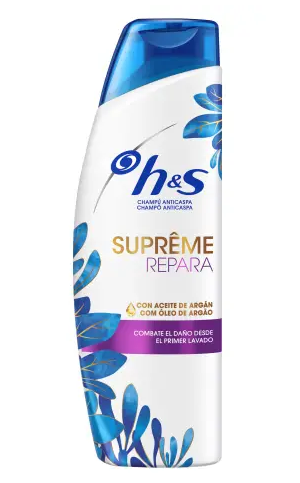 h&s
CHAMPÚ ANTICASPA
CHAMPÔ ANTICASPA
SUPRÊME
REPARA
CON ACEITE DE ARGÁN
COM ÓLEO DE ARGÃO
COMBATE EL DAÑO DESDE
EL PRIMER LAVADO